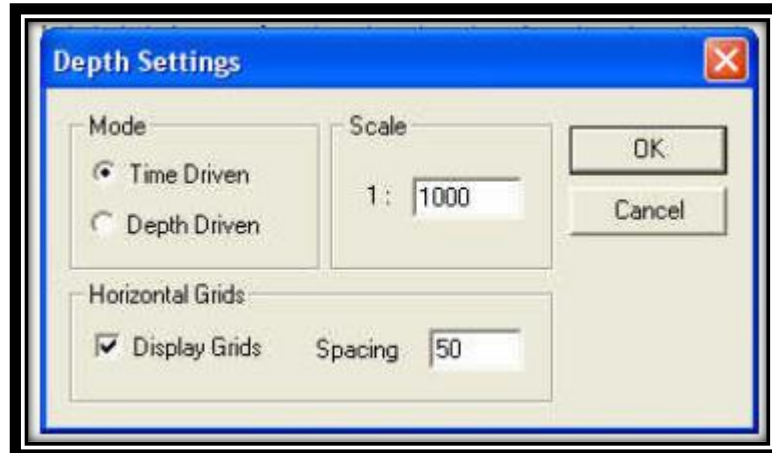 Depth Settings
Mode
Time Driven
Depth Driven
Scale
1 : 1000
OK
Cancel
Horizontal Grids
Display Grids Spacing 50